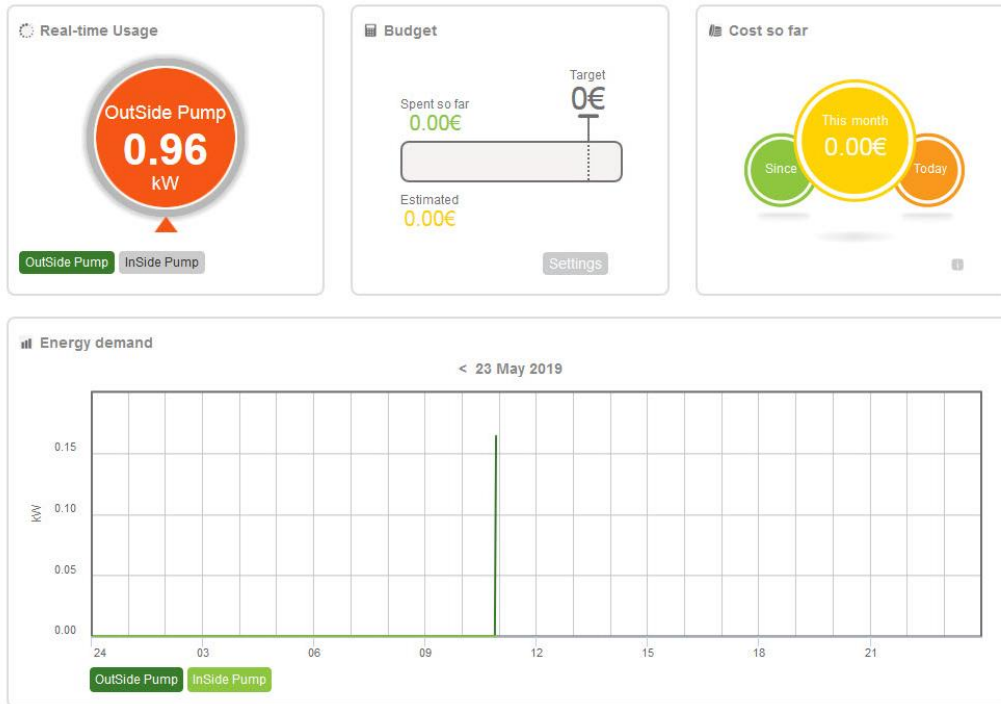 Real-time Usage
OutSide Pump
0.96
kW
OutSide Pump InSide Pump
Budget
Target
0€
Spent so far
0.00€
Estimated
0.00€
Settings
Cost so far
This month
0.00€
Since
Today
i
Energy demand
< 23 May 2019
kW
0.15
0.10
0.05
0.00
24 03 06 09 12 15 18 21
OutSide Pump InSide Pump